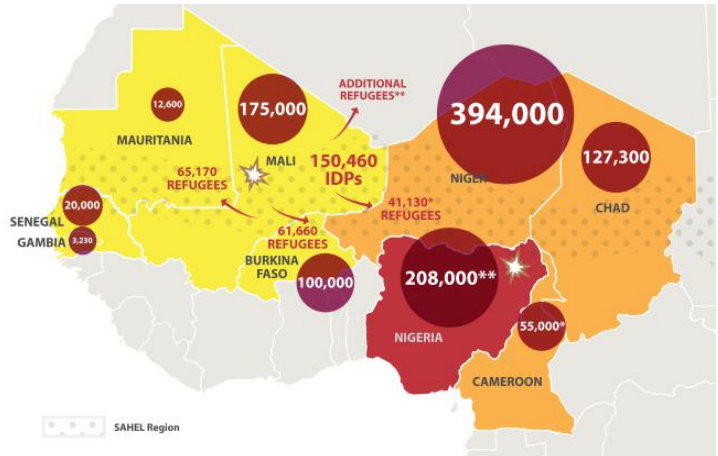 ADDITIONAL
REFUGEES**
394,000
12,600
175,000
MAURITANIA
MALI
150,460
IDPs
127,300
65,170
REFUGEES
NIGER
41,130*
REFUGEES
CHAD
20,000
SENEGAL
GAMBIA
3,230
61,660
REFUGEES
BURKINA
FASO
100,000
208,000**
NIGERIA
55,000*
CAMEROON
SAHEL Region